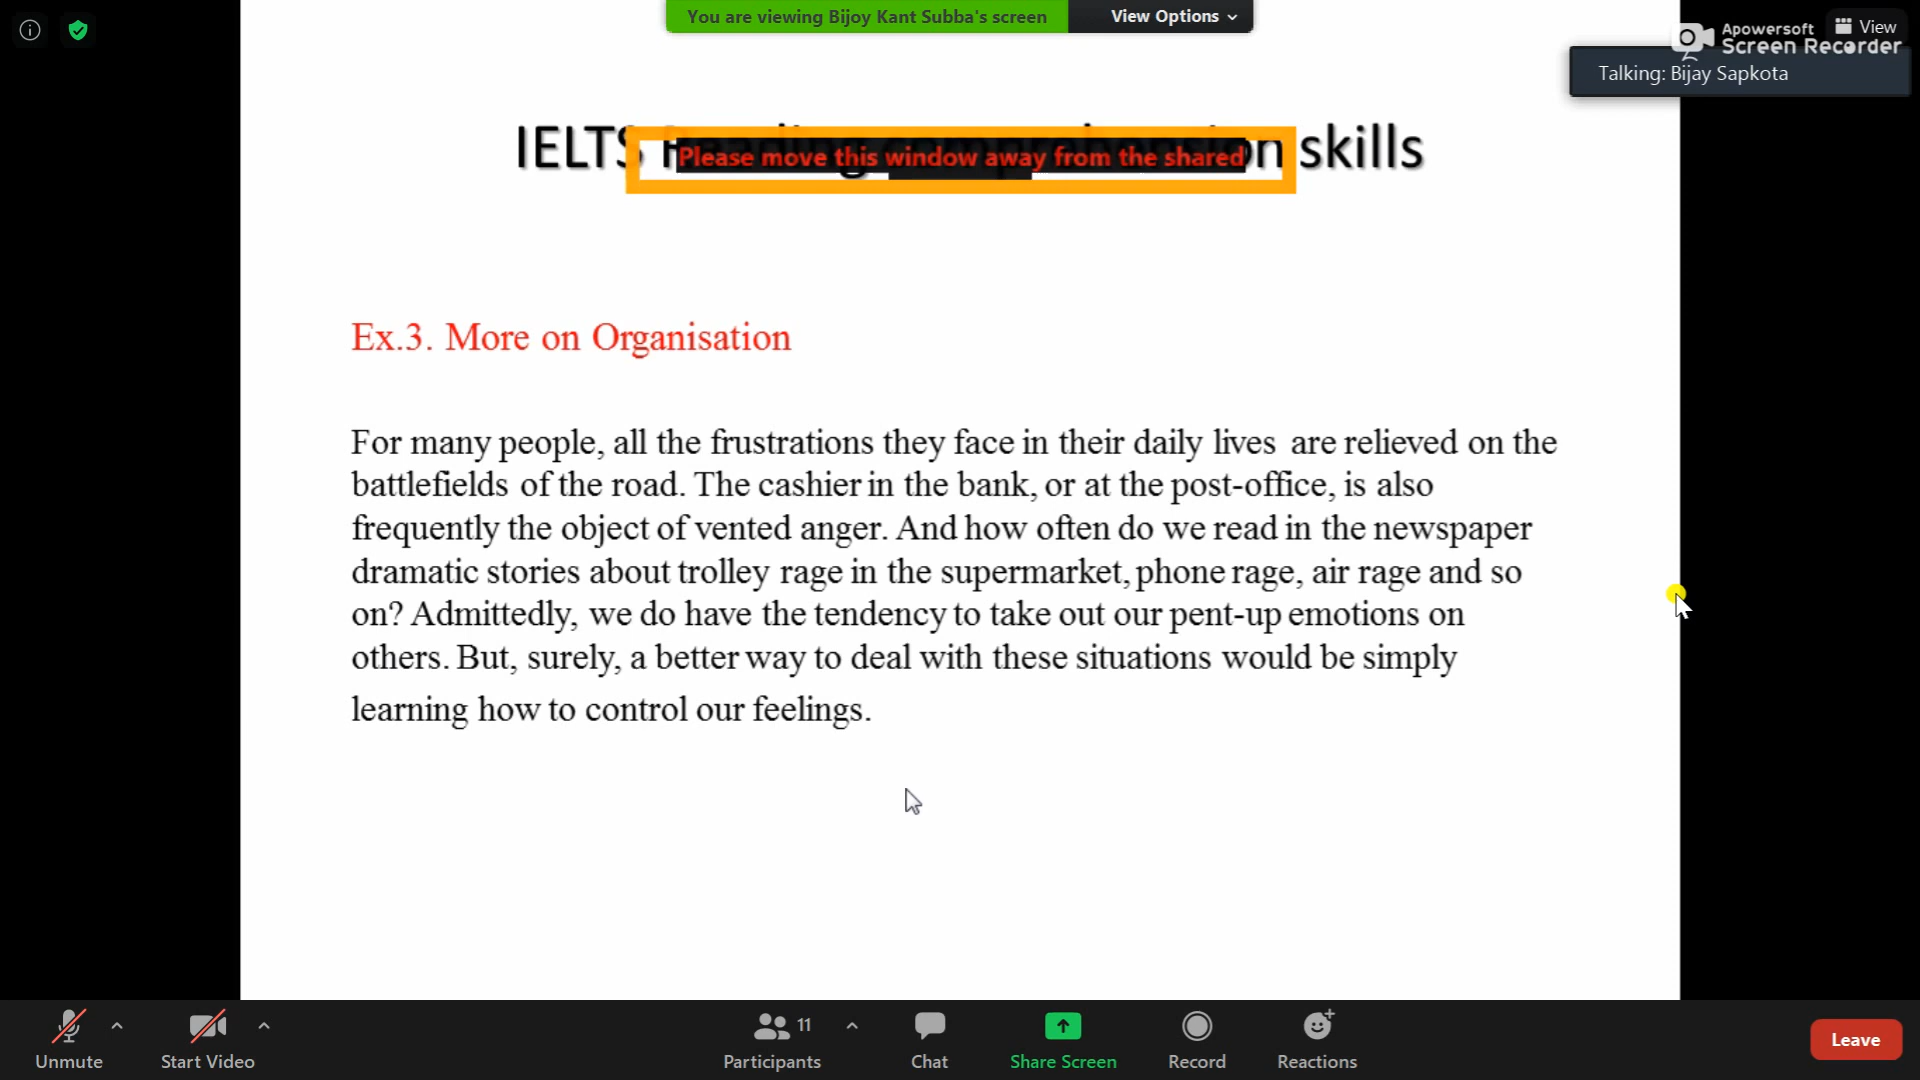 You are viewing Bijoy Kant Subba's screen View Options
Apowersoft
View
Screen Recorder
Talking: Bijay Sapkota
IELTS skills
Please move this window away from the shared
Ex.3. More on Organisation
For many people, all the frustrations they face in their daily lives are relieved on the
battlefields of the road. The cashier in the bank, or at the post-office, is also
frequently the object of vented anger. And how often do we read in the newspaper
dramatic stories about trolley rage in the supermarket, phone rage, air rage and so
on? Admittedly, we do have the tendency to take out our pent-up emotions on
others. But, surely, a better way to deal with these situations would be simply
learning how to control our feelings.
11
Unmute Start Video Participants Chat Share Screen Record Reactions Leave